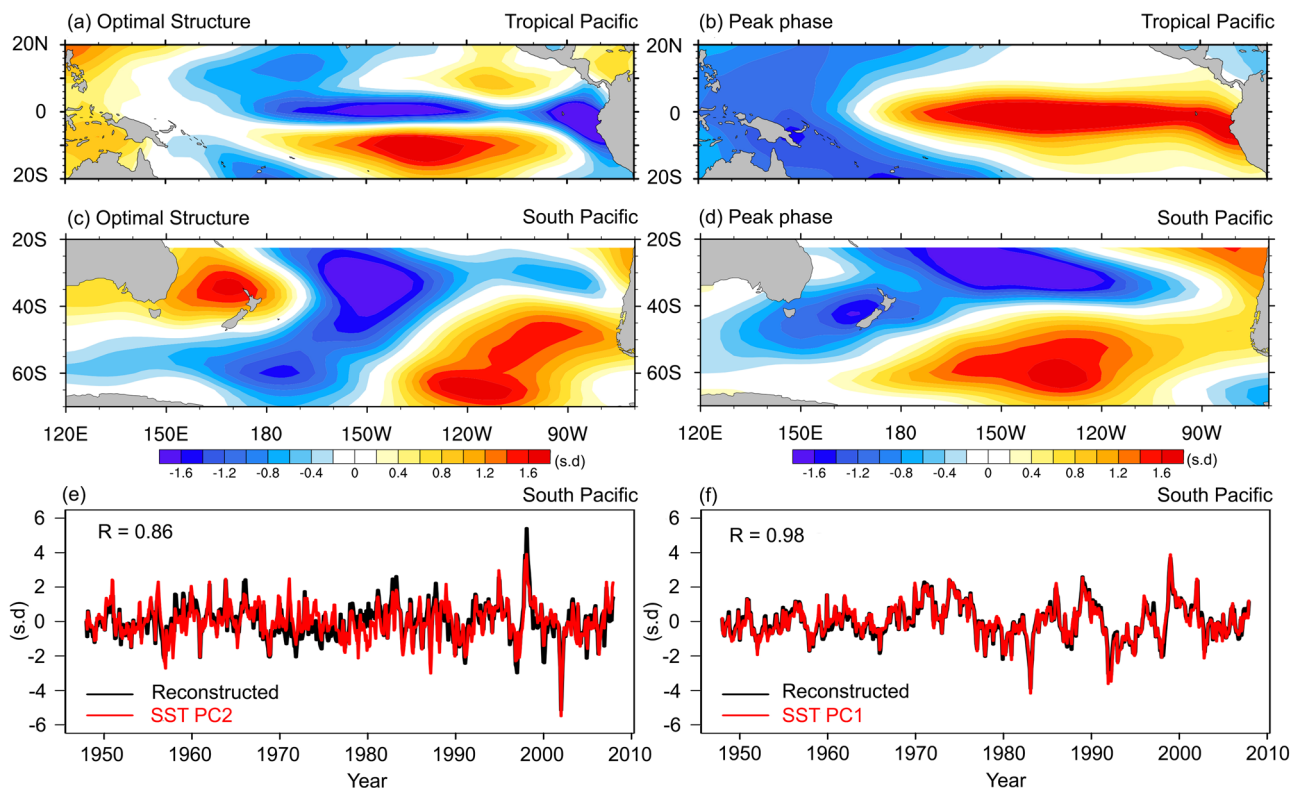 (a) Optimal Structure Tropical Pacific (b) Peak phase Tropical Pacific
20N 20N
0 0
20S 20S
(c) Optimal Structure South Pacific (d) Peak phase South Pacific
20S 20S
40S 40S
60S 60S
120E 150E 180 150W 120W 90W 120E 150E 180 150W 120W 90W
-1.6 -1.2 -0.8 -0.4 0 0.4 0.8 1.2 1.6 (s.d) -1.6 -1.2 -0.8 -0.4 0 0.4 0.8 1.2 1.6 (s.d)
(e) South Pacific (f) South Pacific
6 6
R = 0.86 R = 0.98
4 4
2 2
(s.d) 0 (s.d) 0
-2 -2
-4 -4
Reconstructed Reconstructed
-6 SST PC2 -6 SST PC1
1950 1960 1970 1980 1990 2000 2010 1950 1960 1970 1980 1990 2000 2010
Year Year